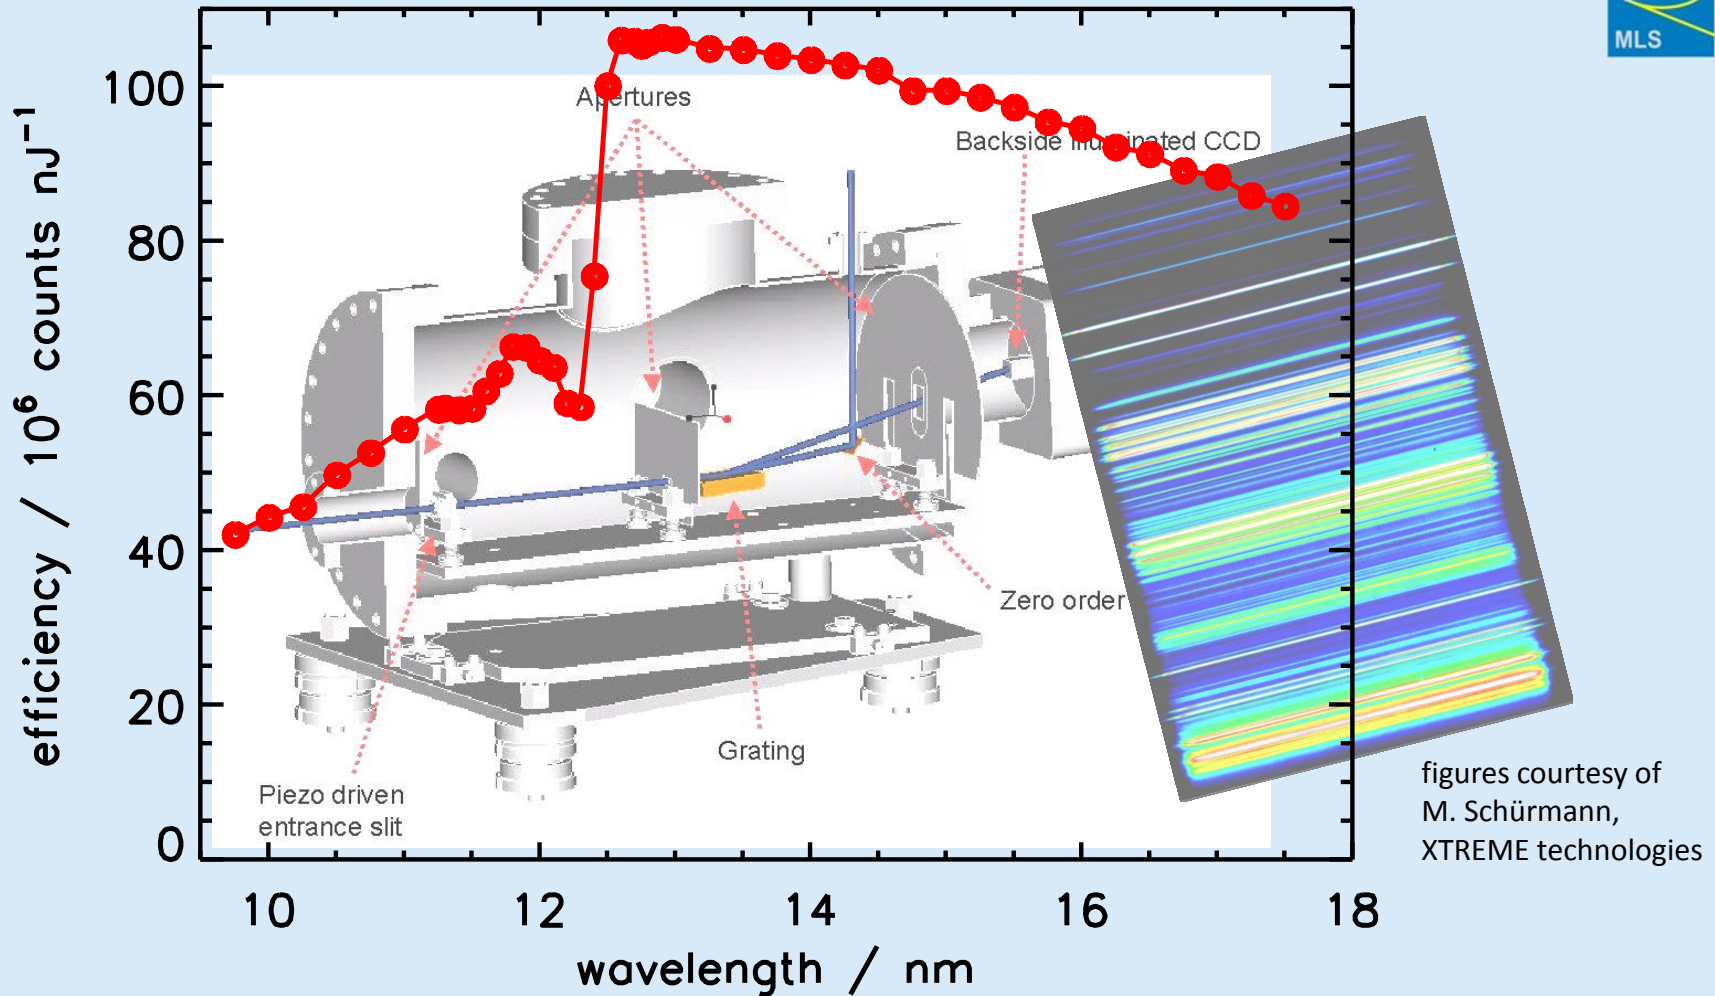 MLS
efficiency / 10⁶ counts nJ⁻¹
100
80
60
40
20
0
10
12
14
16
18
wavelength / nm
Apertures
Backside illuminated CCD
Zero order
Grating
Piezo driven
entrance slit
figures courtesy of
M. Schürmann,
XTREME technologies